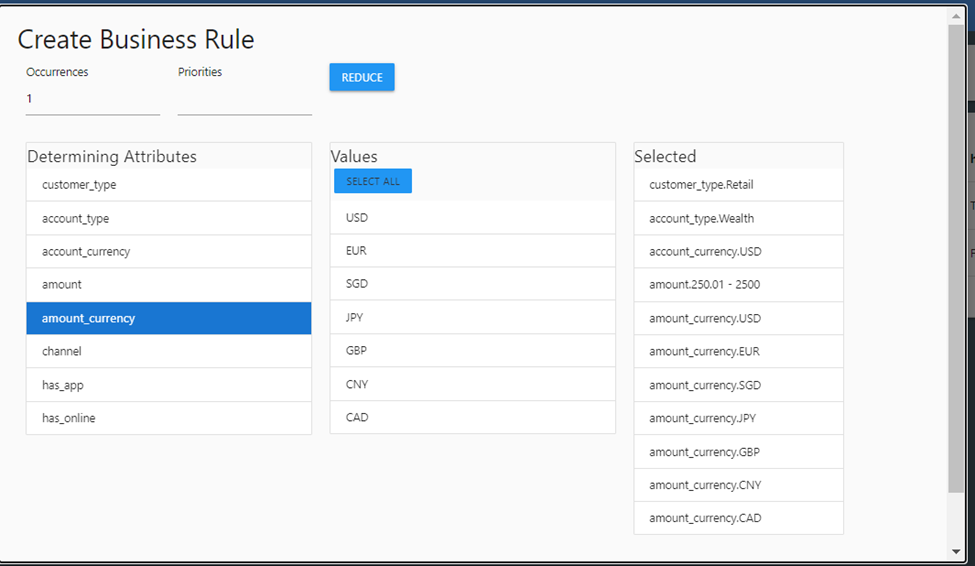 Create Business Rule
Occurrences
Priorities
REDUCE
1
Determining Attributes
customer_type
account_type
account_currency
amount
amount_currency
channel
has_app
has_online
Values
SELECT ALL
USD
EUR
SGD
JPY
GBP
CNY
CAD
Selected
customer_type.Retail
account_type.Wealth
account_currency.USD
amount.250.01 - 2500
amount_currency.USD
amount_currency.EUR
amount_currency.SGD
amount_currency.JPY
amount_currency.GBP
amount_currency.CNY
amount_currency.CAD